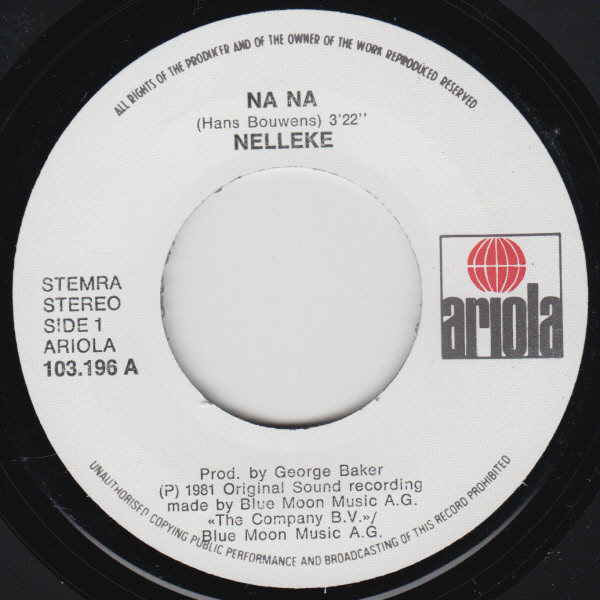 ALL RIGHTS OF THE PRODUCER AND OF THE OWNER OF THE WORK REPRODUCED RESERVED
NA NA
(Hans Bouwens) 3'22''
NELLEKE
STEMRA
STEREO
SIDE 1
ARIOLA
103.196 A
ariola
Prod. by George Baker
(P) 1981 Original Sound recording
made by Blue Moon Music A.G.
«The Company B.V.»/
Blue Moon Music A.G.
UNAUTHORISED COPYING PUBLIC PERFORMANCE AND BROADCASTING OF THIS RECORD PROHIBITED